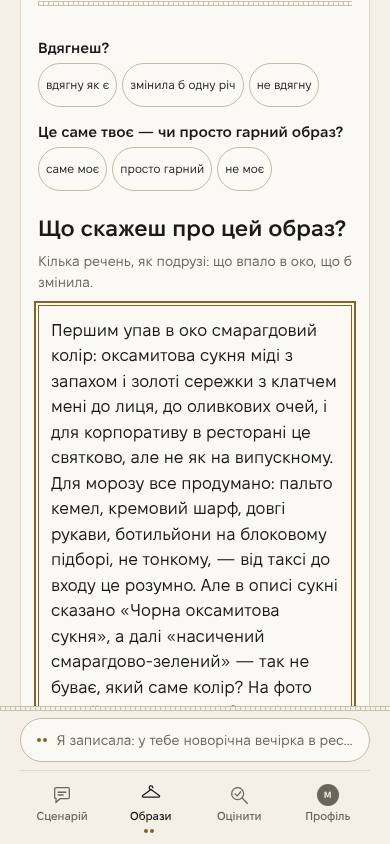 Вдягнеш?
вдягну як є
змінила б одну річ
не вдягну
Це саме твоє — чи просто гарний образ?
саме моє
просто гарний
не моє
Що скажеш про цей образ?
Кілька речень, як подрузі: що впало в око, що б
змінила.
Першим упав в око смарагдовий
колір: оксамитова сукня міді з
запахом і золоті сережки з клатчем
мені до лиця, до оливкових очей, і
для корпоративу в ресторані це
святково, але не як на випускному.
Для морозу все продумано: пальто
кемел, кремовий шарф, довгі
рукави, ботильйони на блоковому
підборі, не тонкому, — від таксі до
входу це розумно. Але в описі сукні
сказано «Чорна оксамитова
сукня», а далі «насичений
смарагдово-зелений» — так не
буває, який саме колір? На фото
Я записала: у тебе новорічна вечірка в рес…
Сценарій
Образи
Оцінити
М
Профіль